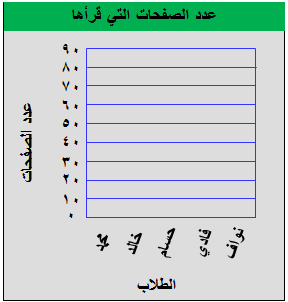 عدد الصفحات التي قرأها
٩٠
٨٠
٧٠
٦٠
٥٠
٤٠
٣٠
٢٠
١٠
٠
عدد الصفحات
محمد
خالد
حسام
فادي
نواف
الطلاب